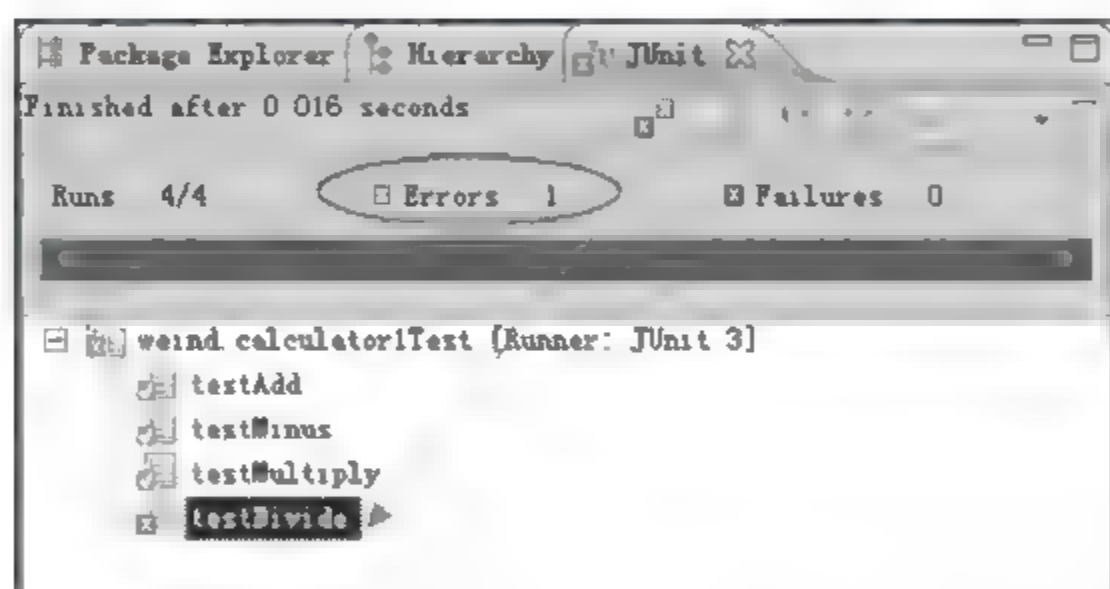 Package Explorer Hierarchy JUnit
Finished after 0 016 seconds
Runs 4/4 Errors 1 Failures 0
weind calculator1Test [Runner: JUnit 3]
testAdd
testMinus
testMultiply
testDivide